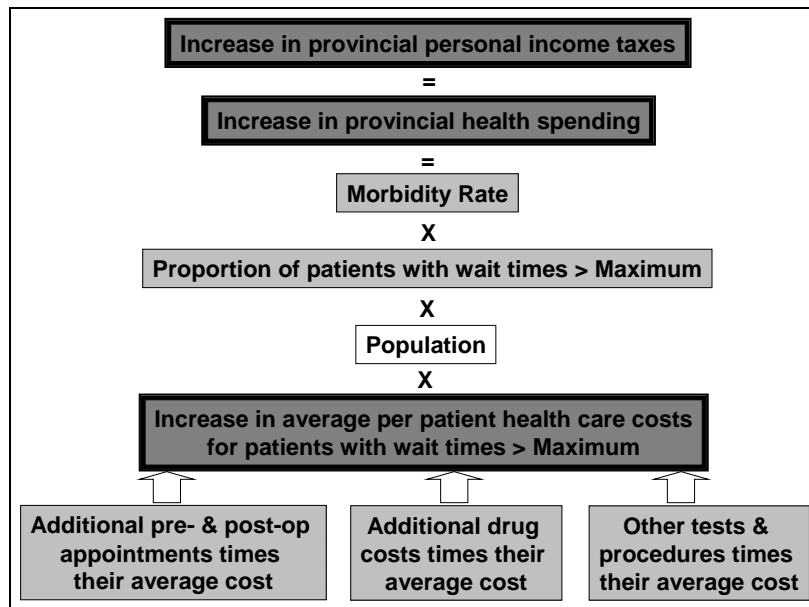 Increase in provincial personal income taxes
=
Increase in provincial health spending
=
Morbidity Rate
X
Proportion of patients with wait times > Maximum
X
Population
X
Increase in average per patient health care costs
for patients with wait times > Maximum
Additional pre- & post-op
appointments times
their average cost
Additional drug
costs times their
average cost
Other tests &
procedures times
their average cost